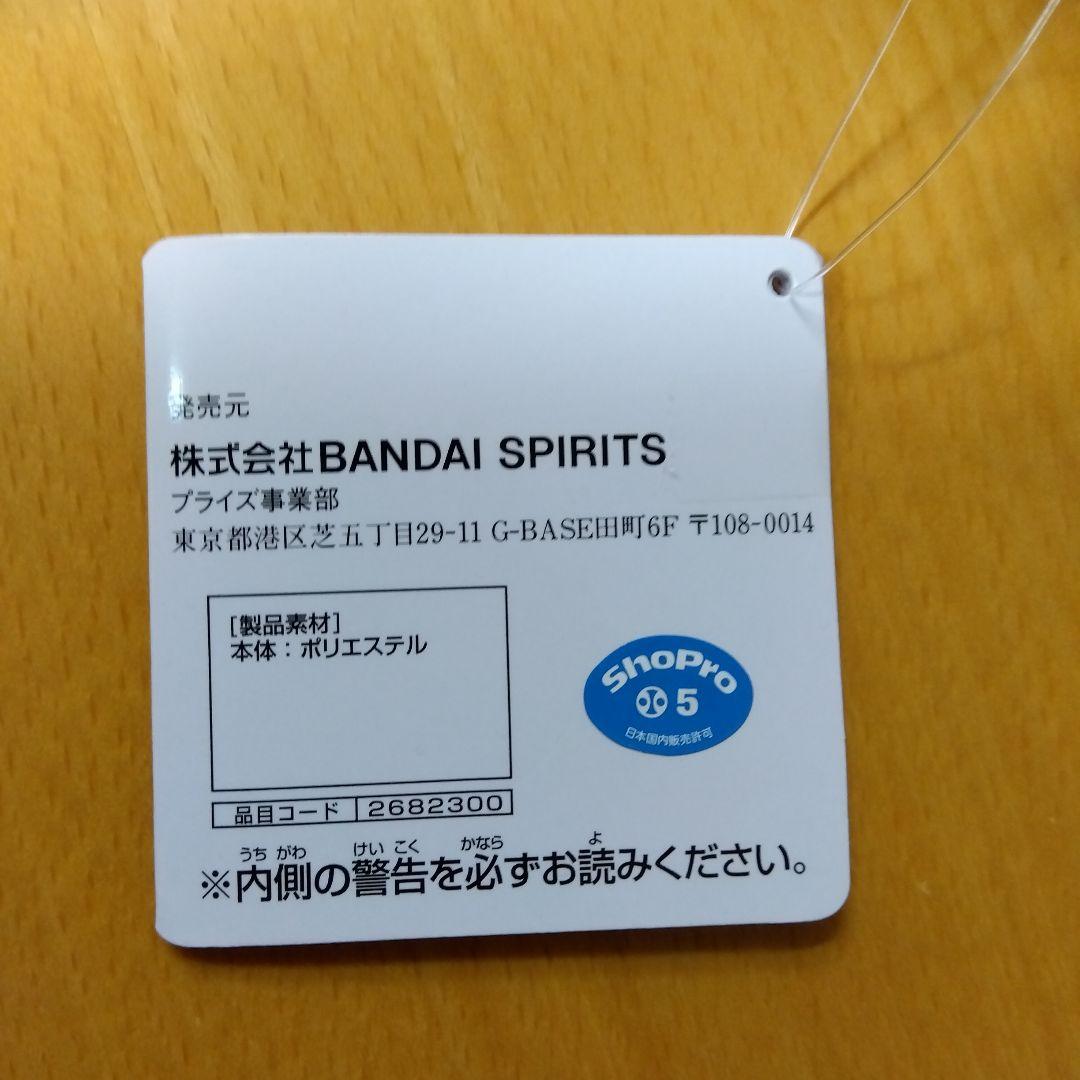 発売元
株式会社BANDAI SPIRITS
プライズ事業部
東京都港区芝五丁目29-11 G-BASE田町6F 〒108-0014
[製品素材]
本体：ポリエステル
ShoPro
小 5
日本国内販売許可
品目コード 2682300
うち がわ けい こく かなら よ
※内側の警告を必ずお読みください。